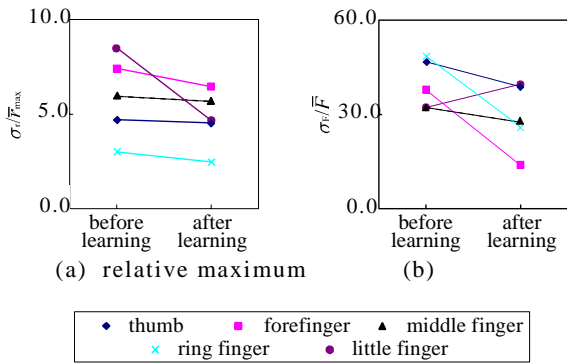 10.0
5.0
0.0
σr/r̅max
before learning
after learning
(a) relative maximum
60.0
30.0
0.0
σF/F̿
before learning
after learning
(b)
thumb
forefinger
middle finger
ring finger
little finger